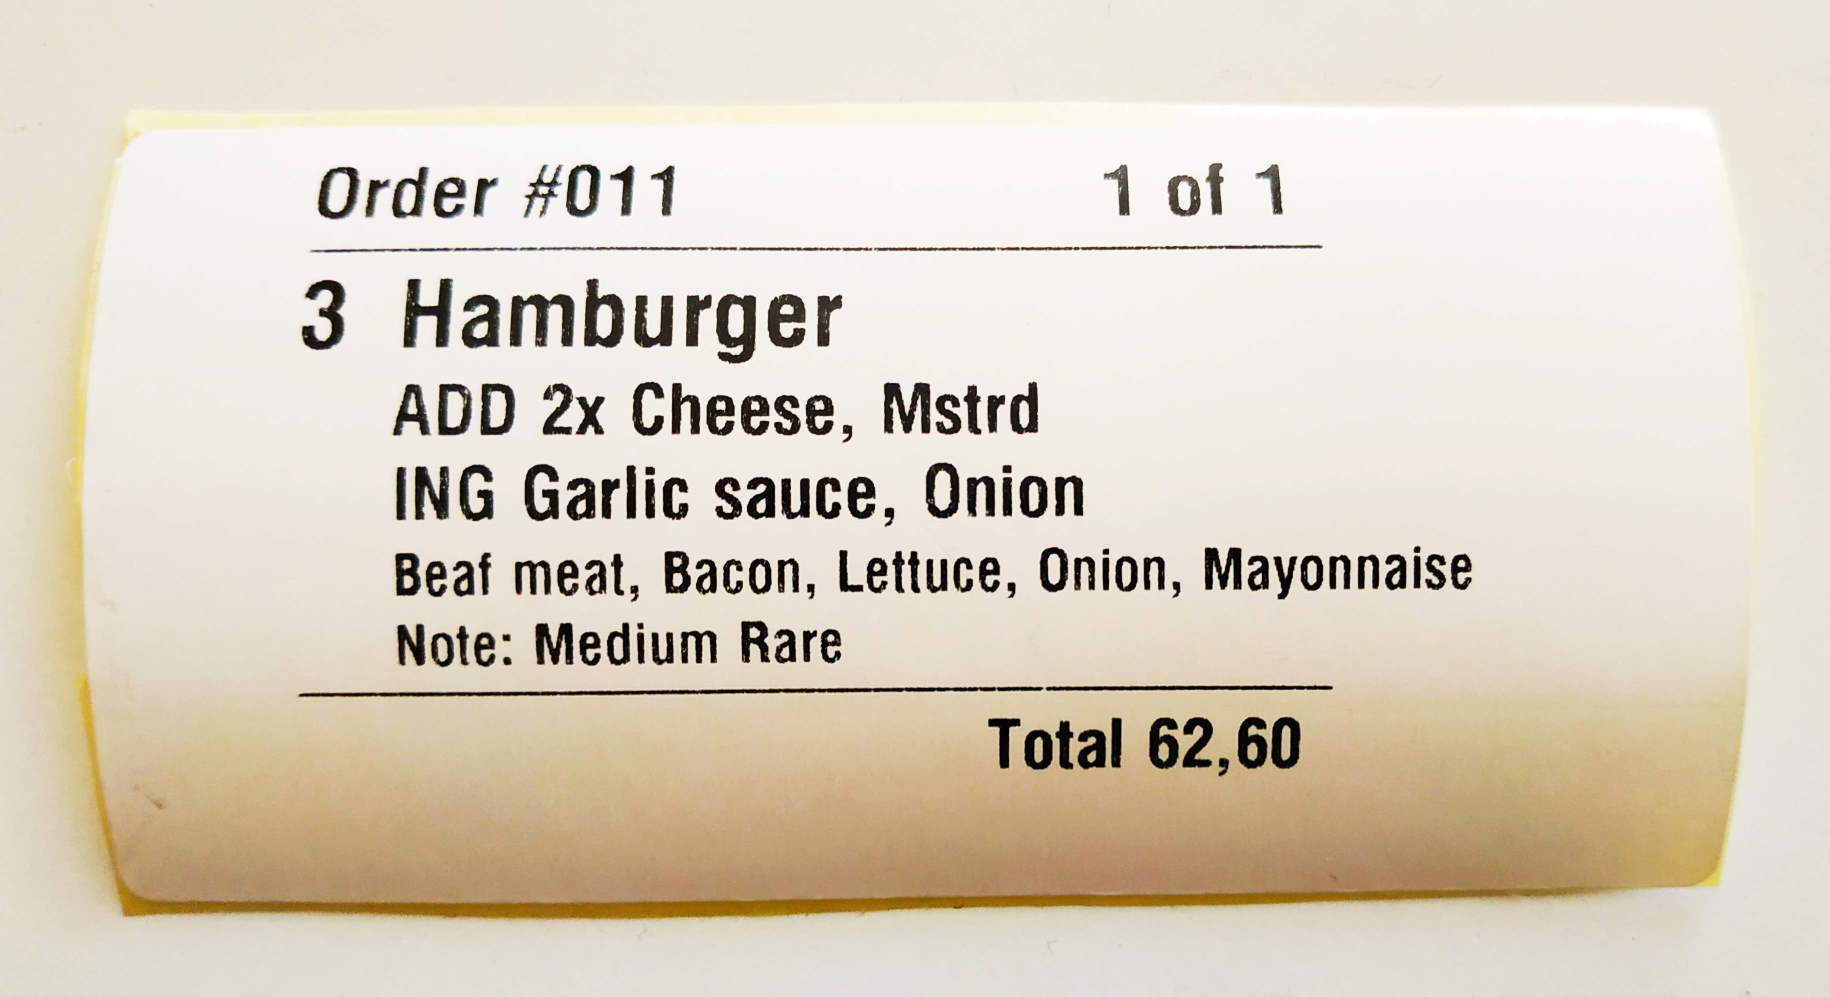 Order #011 1 of 1
3 Hamburger
ADD 2x Cheese, Mstrd
ING Garlic sauce, Onion
Beaf meat, Bacon, Lettuce, Onion, Mayonnaise
Note: Medium Rare
Total 62,60